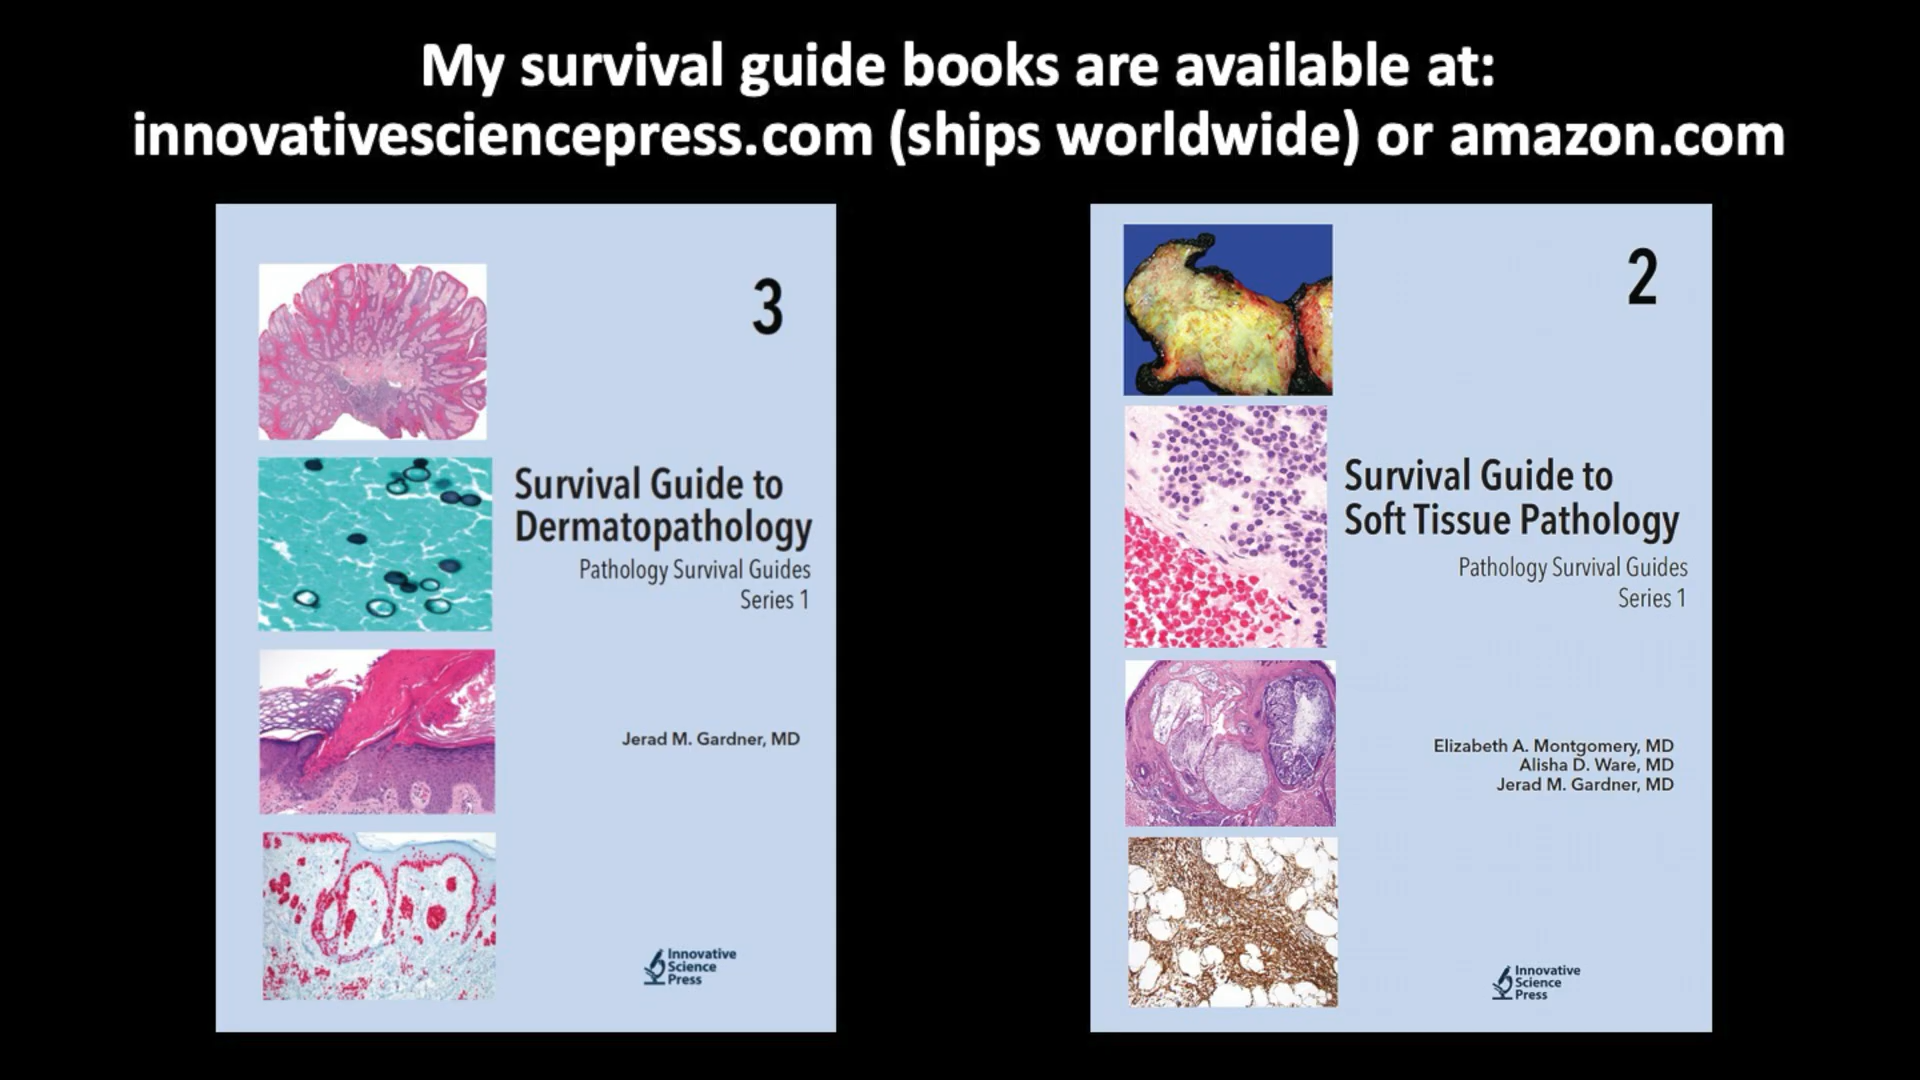 My survival guide books are available at:
innovativesciencepress.com (ships worldwide) or amazon.com
3
Survival Guide to
Dermatopathology
Pathology Survival Guides
Series 1
Jerad M. Gardner, MD
Innovative
Science
Press
2
Survival Guide to
Soft Tissue Pathology
Pathology Survival Guides
Series 1
Elizabeth A. Montgomery, MD
Alisha D. Ware, MD
Jerad M. Gardner, MD
Innovative
Science
Press